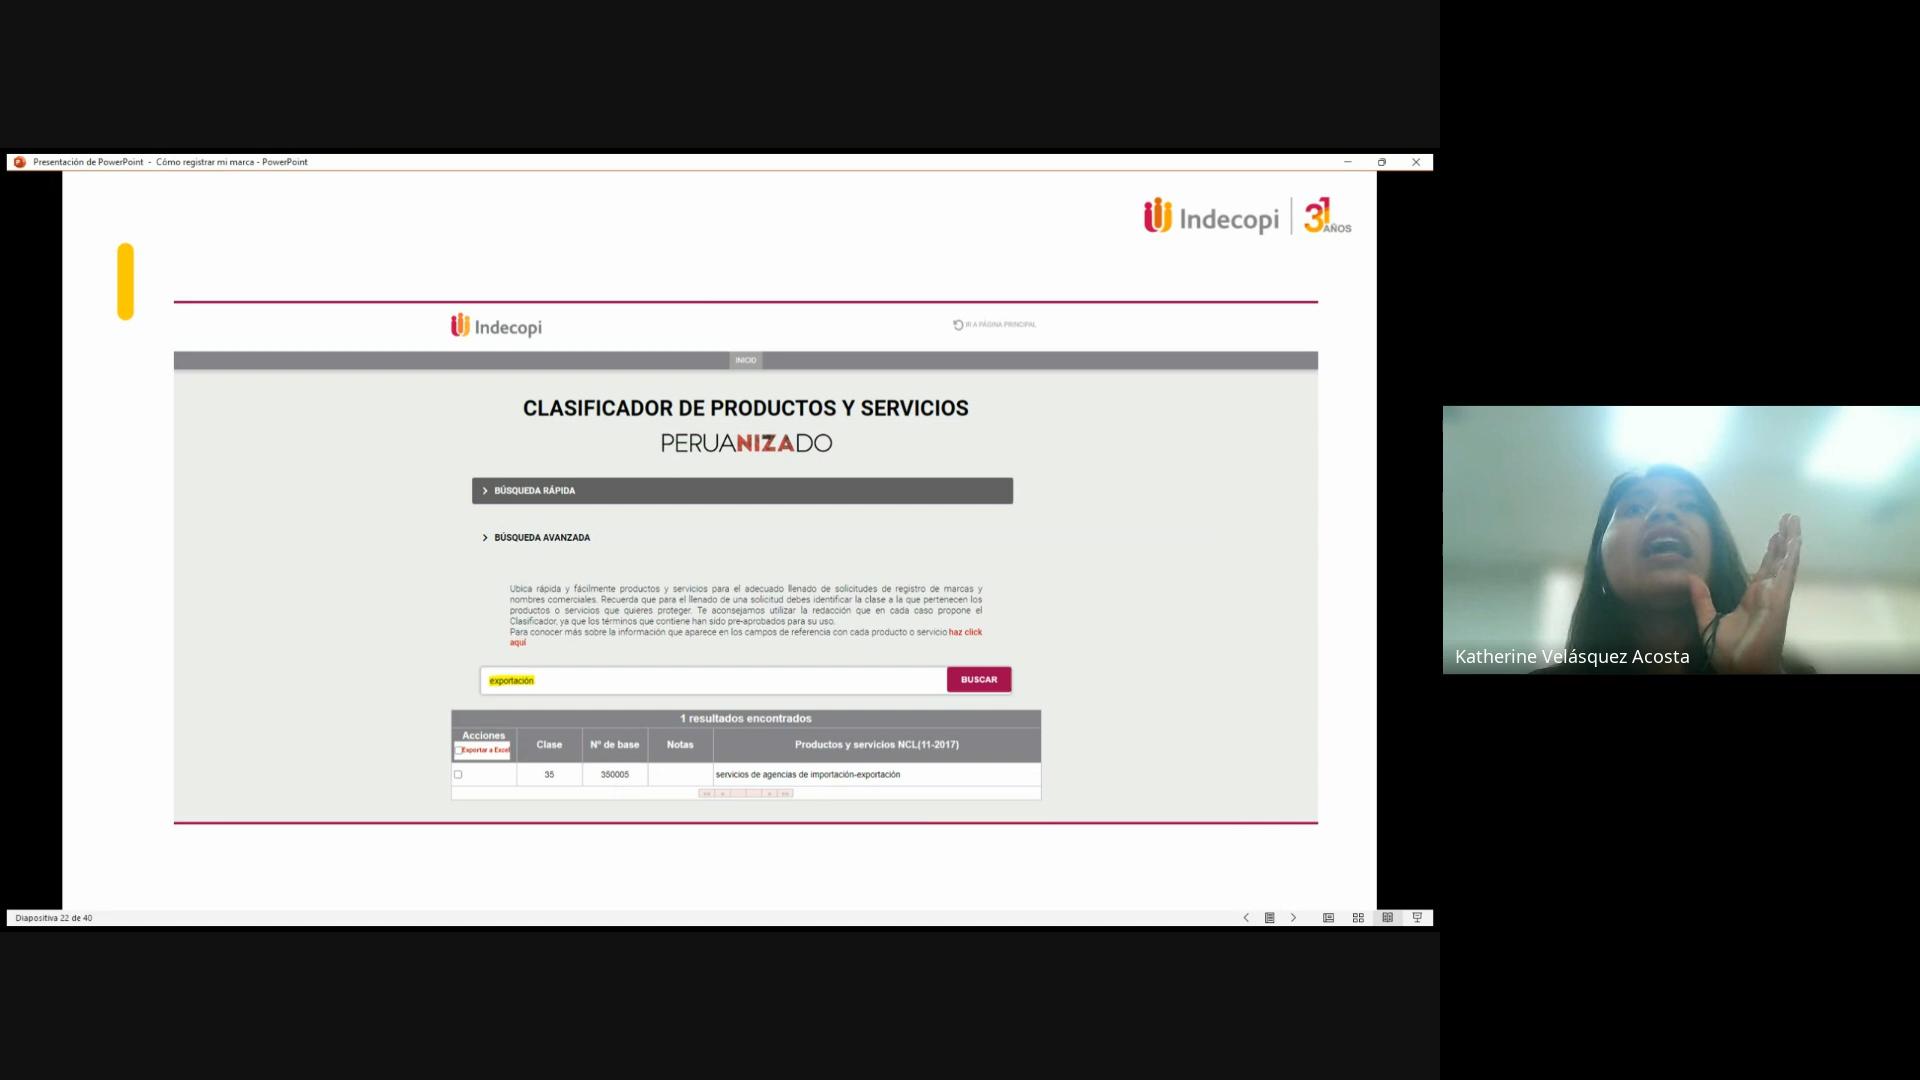 Presentación de PowerPoint - Cómo registrar mi marca - PowerPoint
Indecopi 31 AÑOS
Indecopi
IR A PÁGINA PRINCIPAL
INICIO
CLASIFICADOR DE PRODUCTOS Y SERVICIOS
PERUANIZADO
BÚSQUEDA RÁPIDA
BÚSQUEDA AVANZADA
Ubica rápida y fácilmente productos y servicios para el adecuado llenado de solicitudes de registro de marcas y
nombres comerciales. Recuerda que para el llenado de una solicitud debes identificar la clase a la que pertenecen los
productos o servicios que quieres proteger. Te aconsejamos utilizar la redacción que en cada caso propone el
Clasificador, ya que los términos que contiene han sido pre-aprobados para su uso.
Para conocer más sobre la información que aparece en los campos de referencia con cada producto o servicio haz click
aquí
exportación BUSCAR
1 resultados encontrados
Acciones
Exportar a Excel
Clase Nº de base Notas Productos y servicios NCL(11-2017)
35 350005 servicios de agencias de importación-exportación
Katherine Velásquez Acosta
Diapositiva 22 de 40